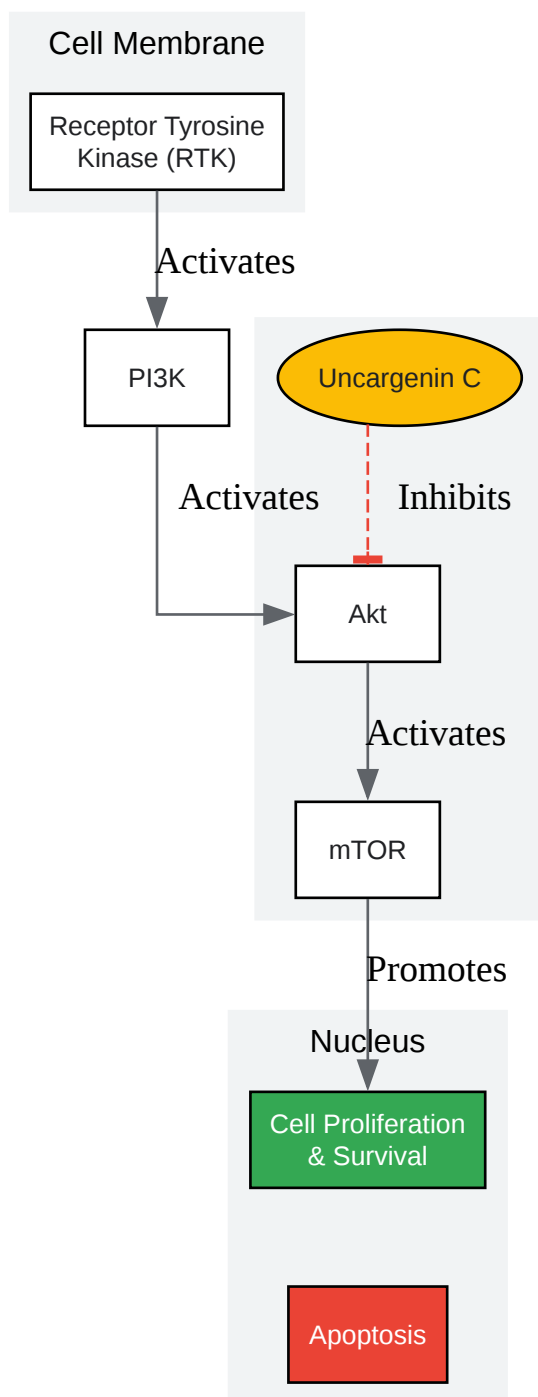 Cell Membrane
Receptor Tyrosine
Kinase (RTK)
Activates
PI3K
Uncargenin C
Activates
Inhibits
Akt
Activates
mTOR
Promotes
Nucleus
Cell Proliferation
& Survival
Apoptosis